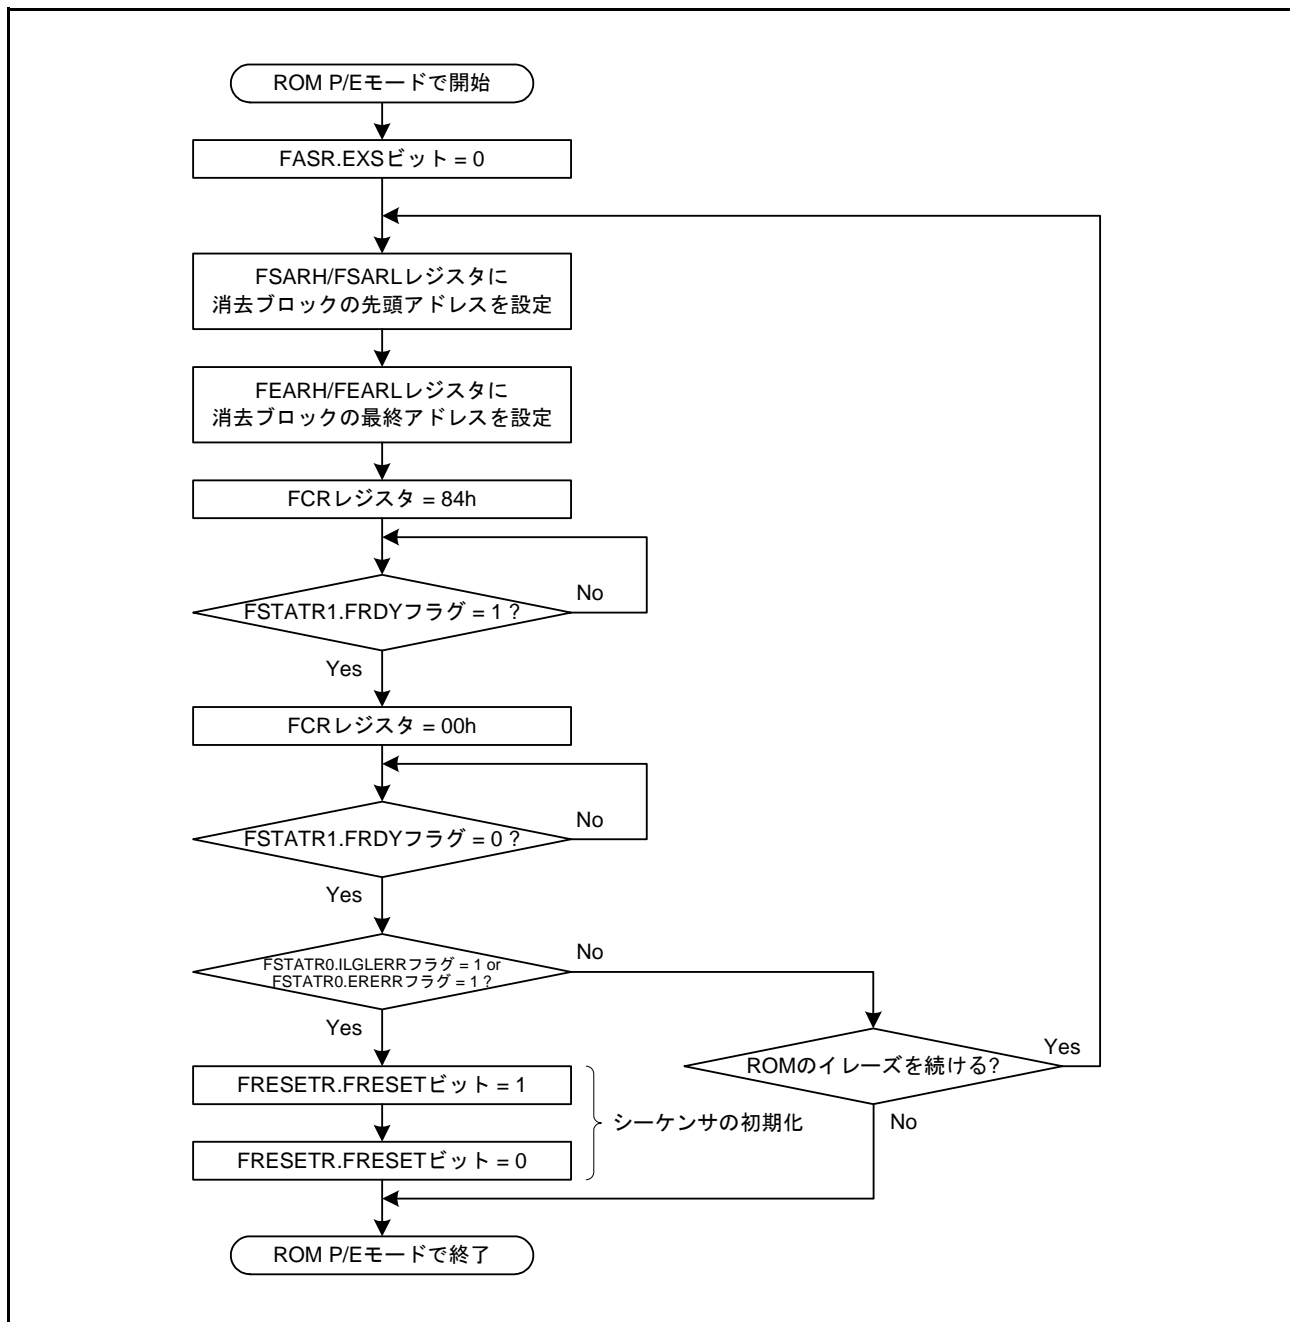 ROM P/Eモードで開始
FASR.EXSビット = 0
FSARH/FSARLレジスタに
消去ブロックの先頭アドレスを設定
FEARH/FEARLレジスタに
消去ブロックの最終アドレスを設定
FCRレジスタ = 84h
FSTATR1.FRDYフラグ = 1 ?
No
Yes
FCRレジスタ = 00h
FSTATR1.FRDYフラグ = 0 ?
No
Yes
FSTATR0.ILGLERRフラグ = 1 or
FSTATR0.ERERRフラグ = 1 ?
No
Yes
ROMのイレーズを続ける?
Yes
No
FRESETR.FRESETビット = 1
シーケンサの初期化
FRESETR.FRESETビット = 0
ROM P/Eモードで終了